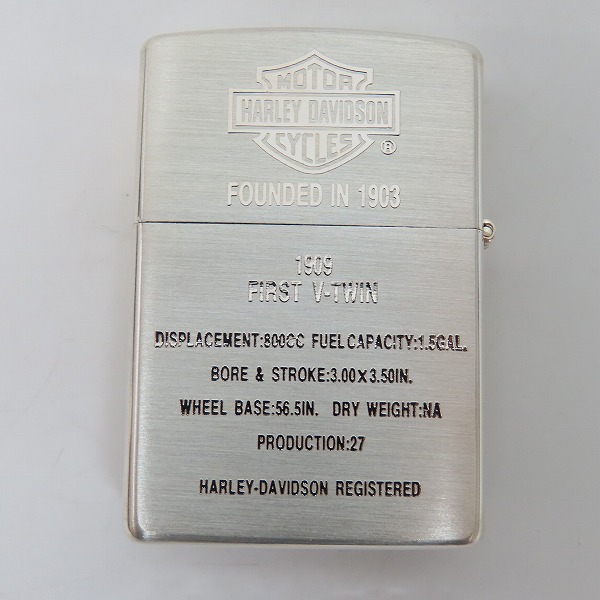 MOTOR
HARLEY DAVIDSON
CYCLES ®
FOUNDED IN 1903
1909
FIRST V-TWIN
DISPLACEMENT:800CC FUEL CAPACITY:1.5GAL.
BORE & STROKE:3.00X3.50IN.
WHEEL BASE:56.5IN. DRY WEIGHT:NA
PRODUCTION:27
HARLEY-DAVIDSON REGISTERED